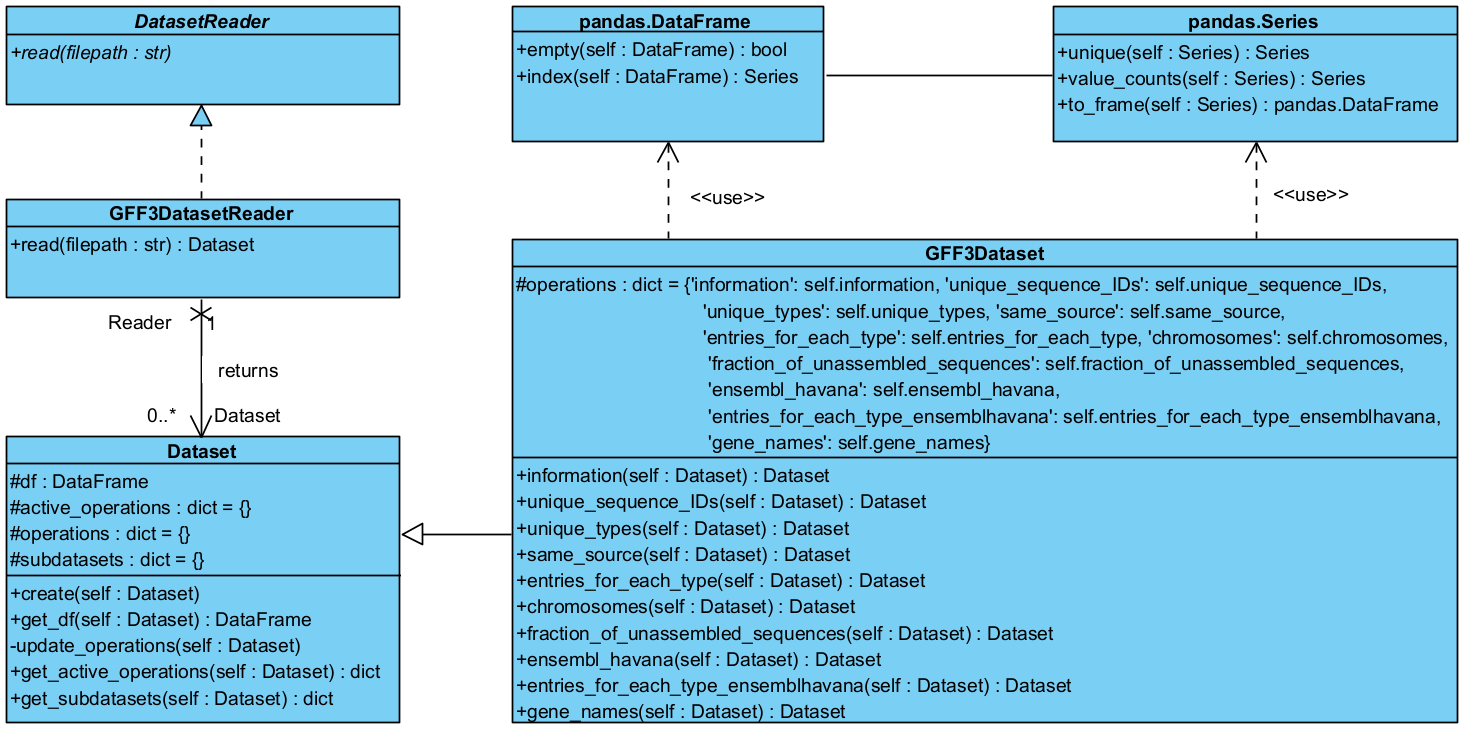 DatasetReader
+read(filepath : str)
pandas.DataFrame
+empty(self : DataFrame) : bool
+index(self : DataFrame) : Series
pandas.Series
+unique(self : Series) : Series
+value_counts(self : Series) : Series
+to_frame(self : Series) : pandas.DataFrame
<<use>>
<<use>>
GFF3DatasetReader
+read(filepath : str) : Dataset
Reader
1
returns
0..*
Dataset
Dataset
#df : DataFrame
#active_operations : dict = {}
#operations : dict = {}
#subdatasets : dict = {}
+create(self : Dataset)
+get_df(self : Dataset) : DataFrame
-update_operations(self : Dataset)
+get_active_operations(self : Dataset) : dict
+get_subdatasets(self : Dataset) : dict
GFF3Dataset
#operations : dict = {'information': self.information, 'unique_sequence_IDs': self.unique_sequence_IDs,
'unique_types': self.unique_types, 'same_source': self.same_source,
'entries_for_each_type': self.entries_for_each_type, 'chromosomes': self.chromosomes,
'fraction_of_unassembled_sequences': self.fraction_of_unassembled_sequences,
'ensembl_havana': self.ensembl_havana,
'entries_for_each_type_ensemblhavana': self.entries_for_each_type_ensemblhavana,
'gene_names': self.gene_names}
+information(self : Dataset) : Dataset
+unique_sequence_IDs(self : Dataset) : Dataset
+unique_types(self : Dataset) : Dataset
+same_source(self : Dataset) : Dataset
+entries_for_each_type(self : Dataset) : Dataset
+chromosomes(self : Dataset) : Dataset
+fraction_of_unassembled_sequences(self : Dataset) : Dataset
+ensembl_havana(self : Dataset) : Dataset
+entries_for_each_type_ensemblhavana(self : Dataset) : Dataset
+gene_names(self : Dataset) : Dataset